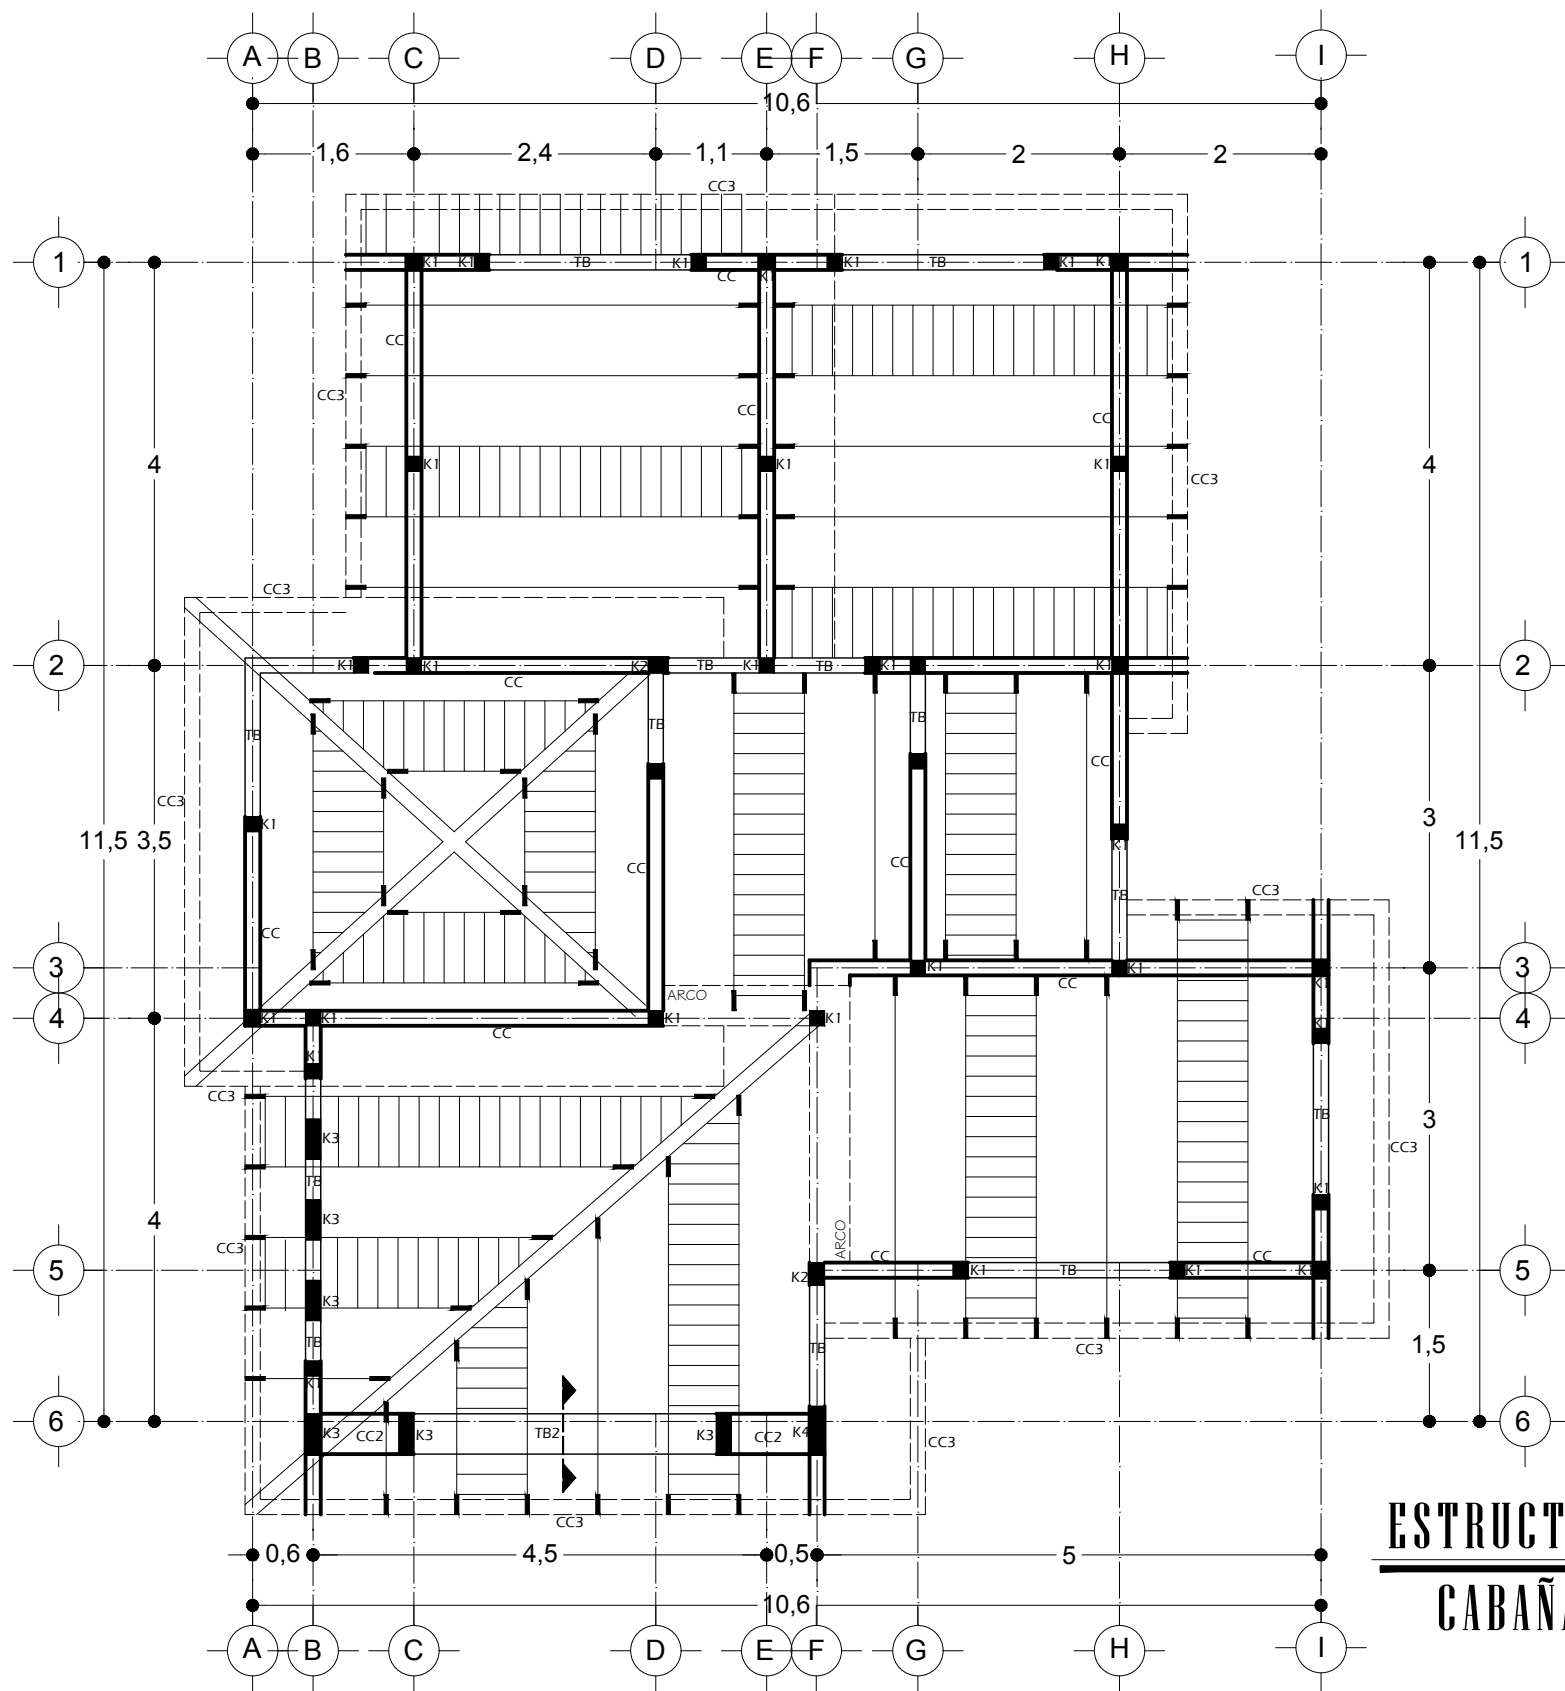 A B C D E F G H I
10,6
1,6 2,4 1,1 1,5 2 2
CC3
1 K1 K1 TB K1 K1 K1 TB K1 K1 1
CC
CC
CC3 CC CC
4 K1 K1 K1 4
CC3
CC3
2 K1 K1 K2 TB K1 TB K1 K1 2
CC
TB TB TB
CC
CC3 K1 3
11,5 3,5 K1 11,5
CC CC
TB CC3
CC
3 K1 K1 3
CC K1
ARCO
4 K1 K1 K1 K1 K1 4
CC
K1
CC3
K3 TB 3
CC3
TB K1
4 K3
CC3 ARCO CC CC
5 K2 K1 TB K1 K1 5
K3
TB TB CC3 1,5
K1
6 K3 CC2 K3 TB2 K3 CC2 K4 6
CC3
CC3
ESTRUCT
0,6 4,5 0,5 5
CABAÑ
10,6
A B C D E F G H I